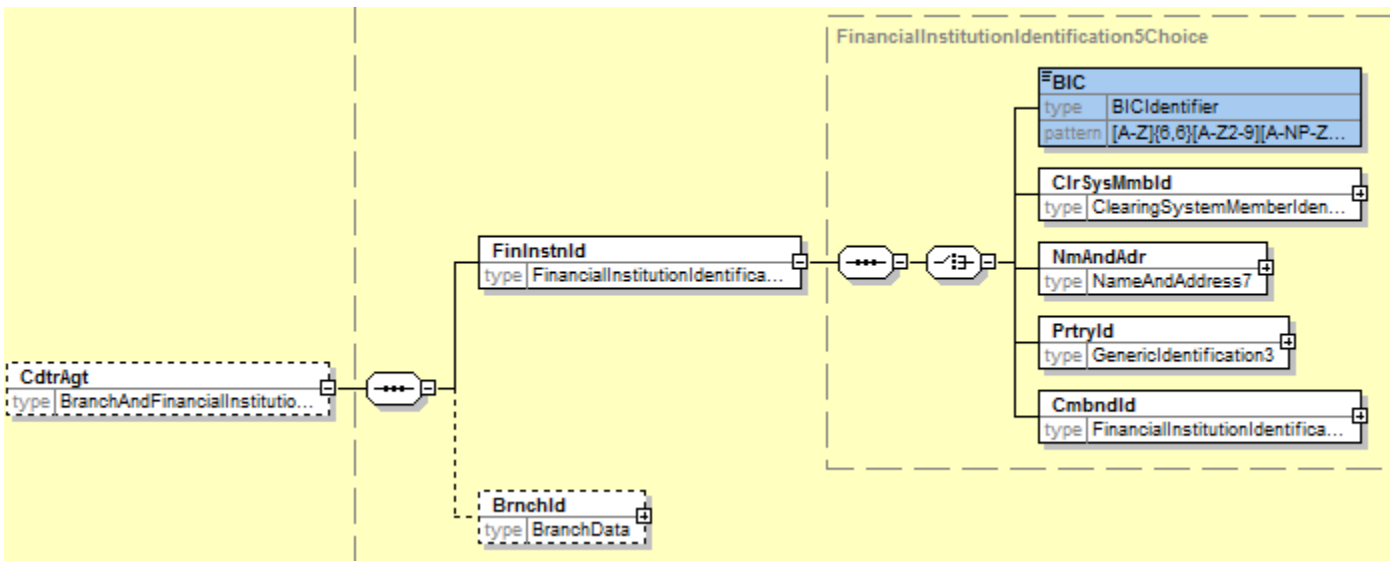 FinancialInstitutionIdentification5Choice
BIC
type BICIdentifier
pattern [A-Z]{6,6}[A-Z2-9][A-NP-Z...
ClrSysMmbId
type ClearingSystemMemberIden...
FinInstnId
type FinancialInstitutionIdentifica...
NmAndAdr
type NameAndAddress7
PrtryId
type GenericIdentification3
CdtrAgt
type BranchAndFinancialInstitutio...
CmbndId
type FinancialInstitutionIdentifica...
BrnchId
type BranchData